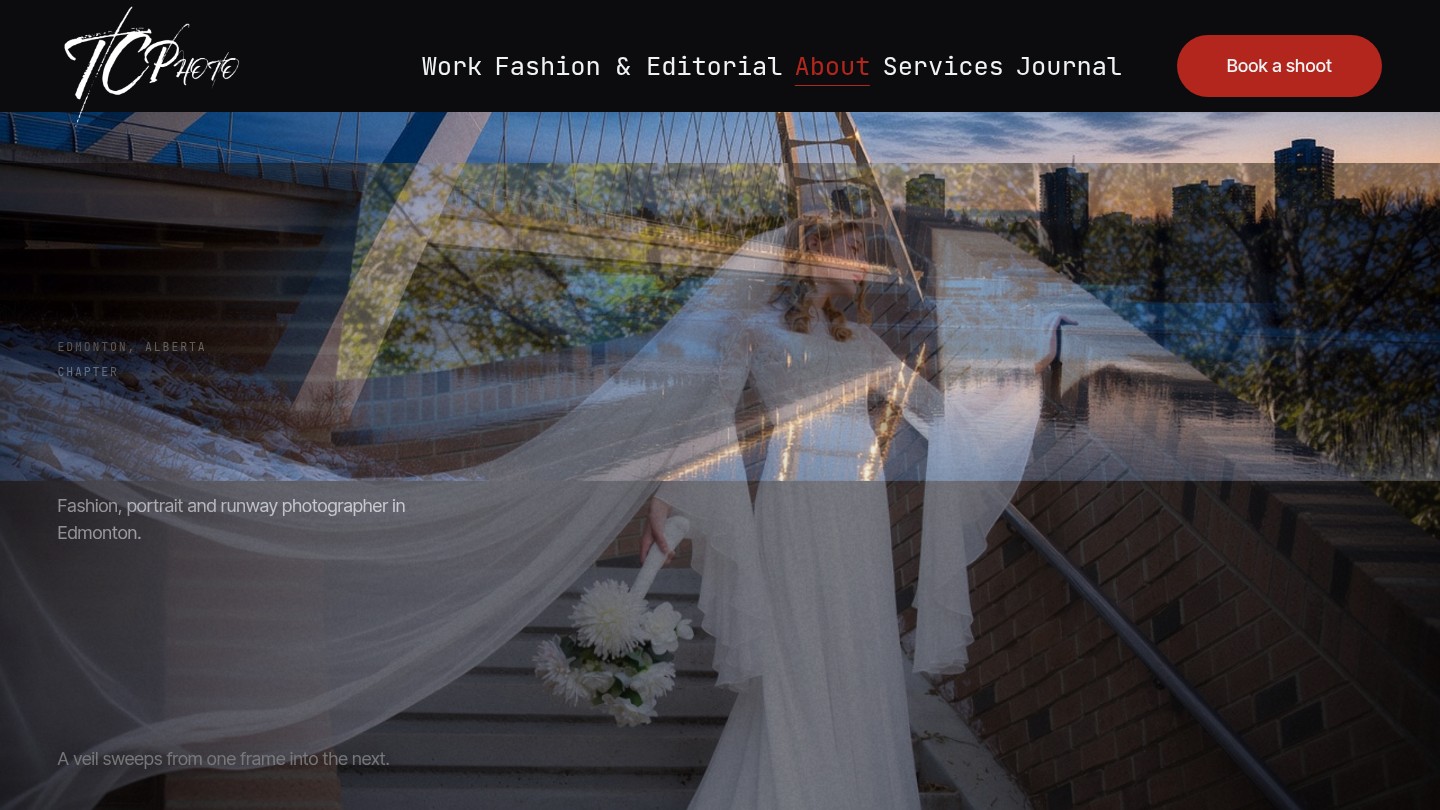 TCPHOTO
Work Fashion & Editorial About Services Journal
Book a shoot
EDMONTON, ALBERTA
CHAPTER
Fashion, portrait and runway photographer in
Edmonton.
A veil sweeps from one frame into the next.